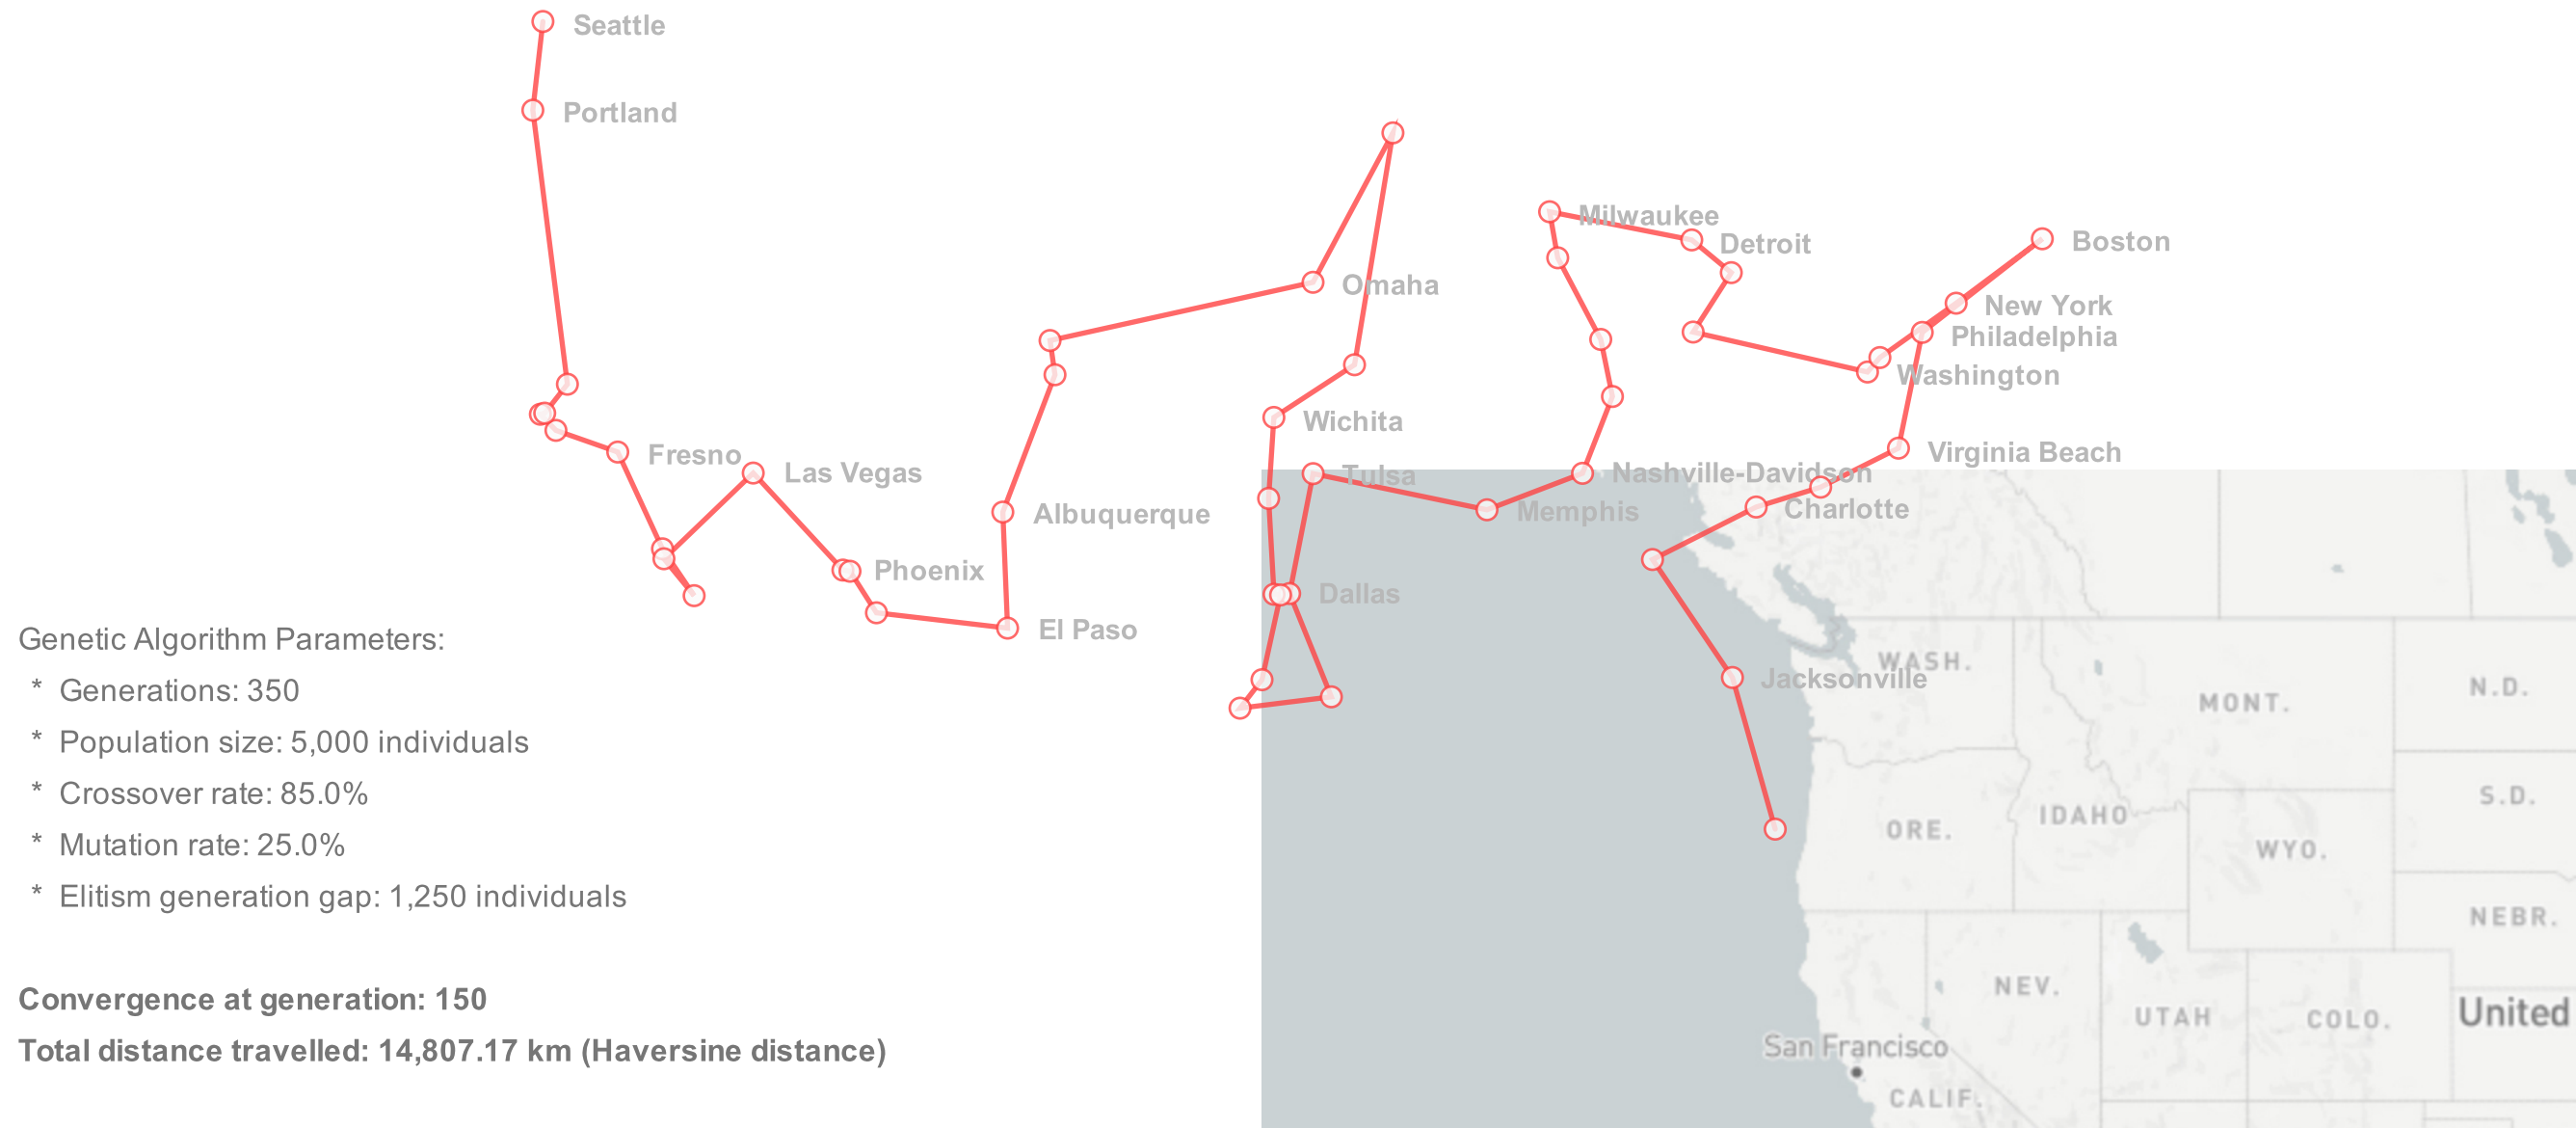 Seattle
Portland
Milwaukee
Detroit
Boston
Omaha
New York
Philadelphia
Washington
Wichita
Fresno
Las Vegas
Virginia Beach
Tulsa
Nashville-Davidson
Albuquerque
Memphis
Charlotte
Phoenix
Dallas
El Paso
Genetic Algorithm Parameters:
* Generations: 350
* Population size: 5,000 individuals
* Crossover rate: 85.0%
* Mutation rate: 25.0%
* Elitism generation gap: 1,250 individuals
Convergence at generation: 150
Total distance travelled: 14,807.17 km (Haversine distance)
WASH.
Jacksonville
MONT.
N.D.
S.D.
ORE.
IDAHO
WYO.
NEBR.
NEV.
UTAH
COLO.
United
San Francisco
CALIF.